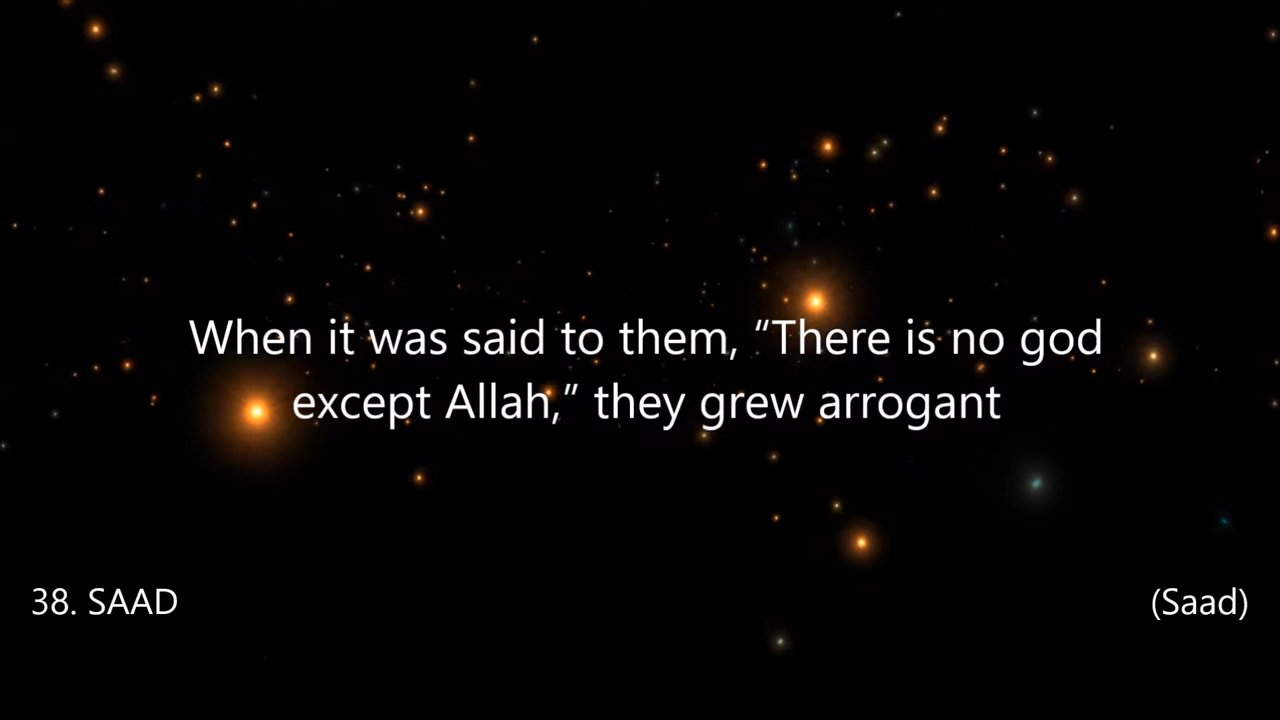 When it was said to them, “There is no god
except Allah,” they grew arrogant
38. SAAD
(Saad)